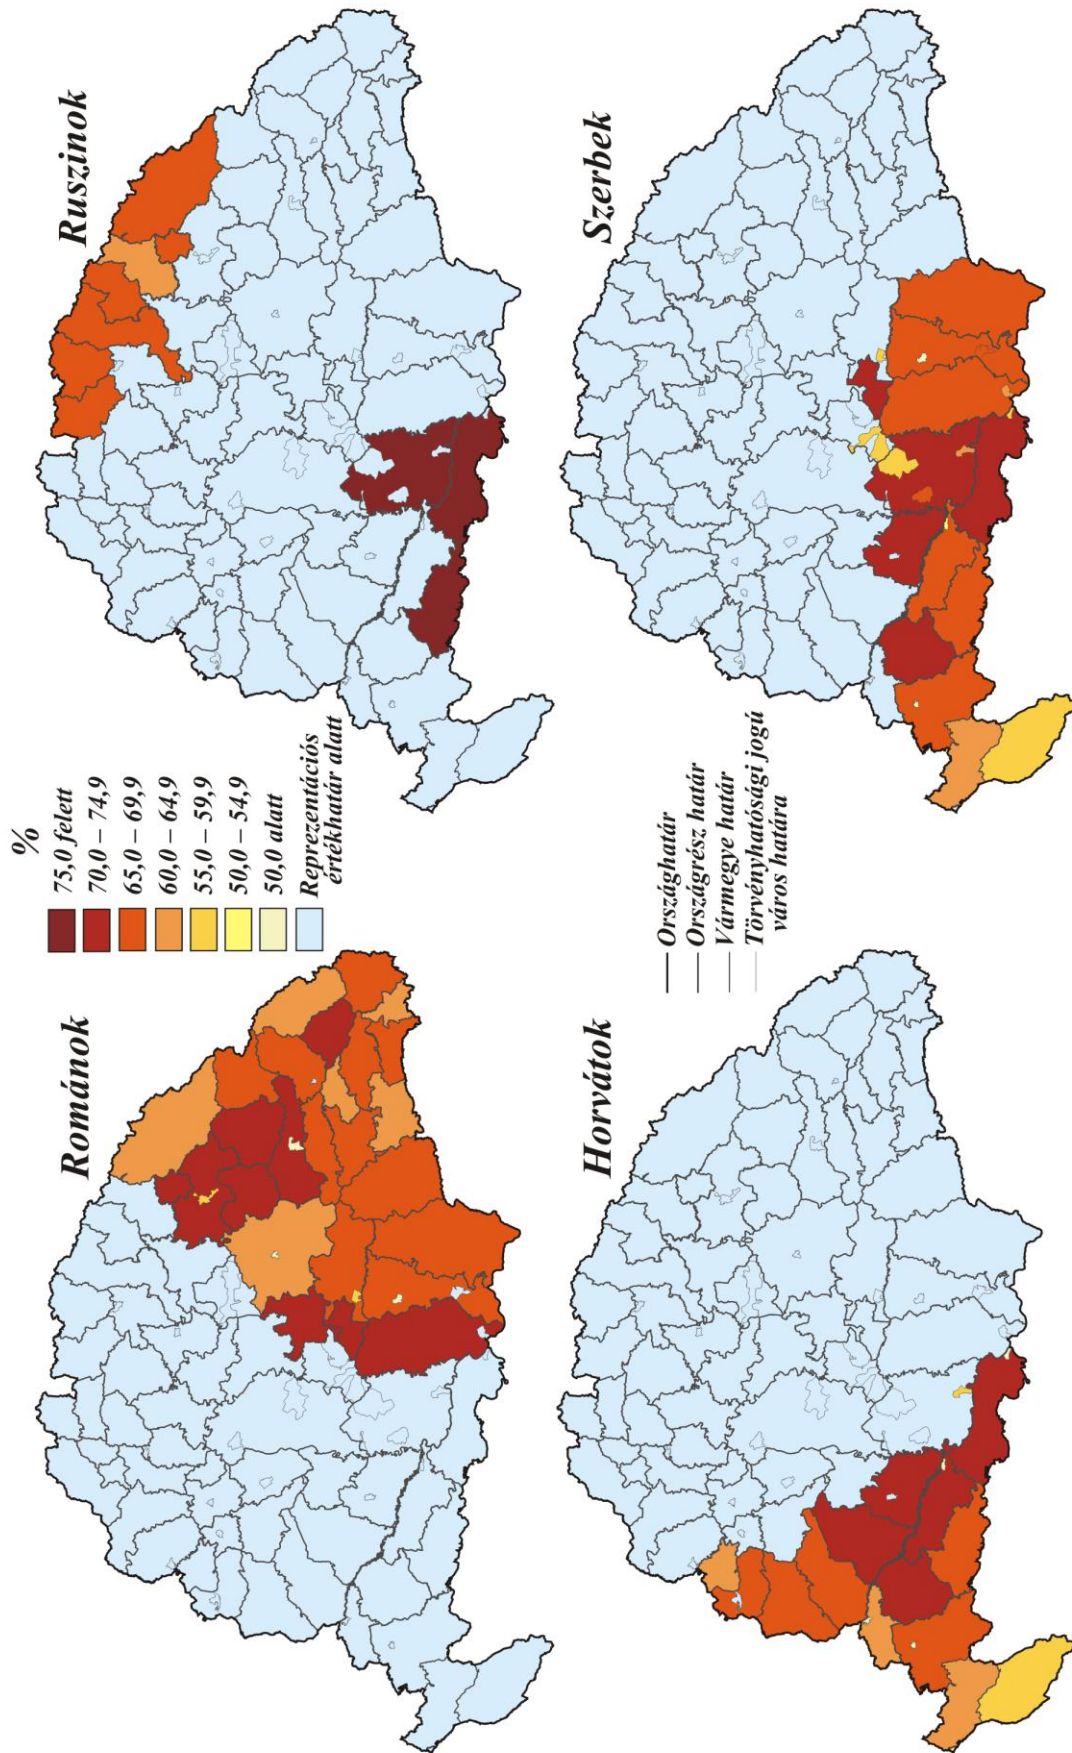 Románok
%
75,0 felett
70,0 – 74,9
65,0 – 69,9
60,0 – 64,9
55,0 – 59,9
50,0 – 54,9
50,0 alatt
Reprezentációs
értékhatár alatt
Ruszinok
Horvátok
Országhatár
Országrész határ
Vármegye határ
Törvényhatósági jogú
város határa
Szerbek